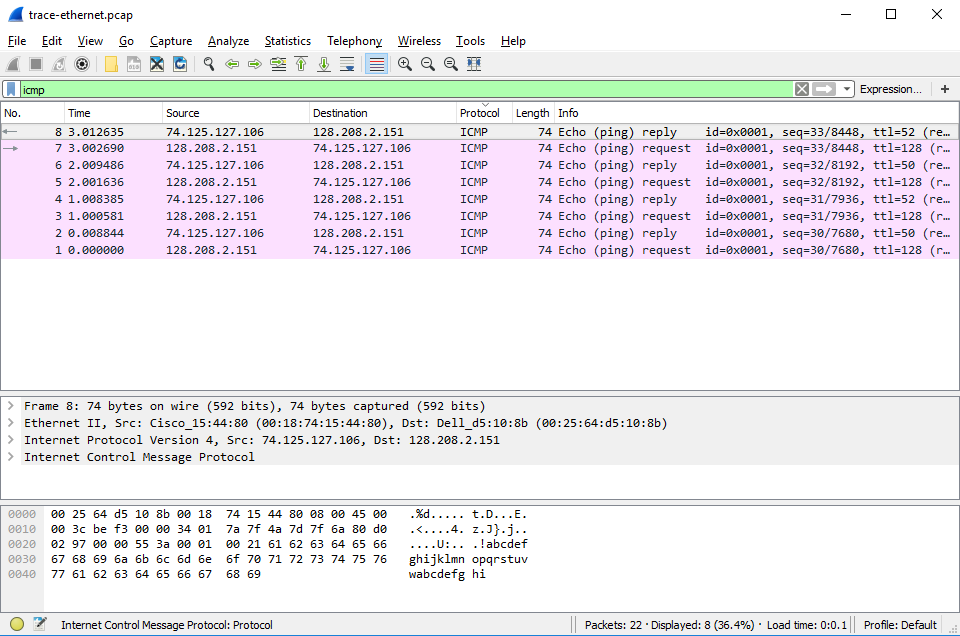 trace-ethernet.pcap
File Edit View Go Capture Analyze Statistics Telephony Wireless Tools Help
icmp Expression... +
No. Time Source Destination Protocol Length Info
8 3.012635 74.125.127.106 128.208.2.151 ICMP 74 Echo (ping) reply id=0x0001, seq=33/8448, ttl=52 (re…
7 3.002690 128.208.2.151 74.125.127.106 ICMP 74 Echo (ping) request id=0x0001, seq=33/8448, ttl=128 (r…
6 2.009486 74.125.127.106 128.208.2.151 ICMP 74 Echo (ping) reply id=0x0001, seq=32/8192, ttl=50 (re…
5 2.001636 128.208.2.151 74.125.127.106 ICMP 74 Echo (ping) request id=0x0001, seq=32/8192, ttl=128 (r…
4 1.008385 74.125.127.106 128.208.2.151 ICMP 74 Echo (ping) reply id=0x0001, seq=31/7936, ttl=52 (re…
3 1.000581 128.208.2.151 74.125.127.106 ICMP 74 Echo (ping) request id=0x0001, seq=31/7936, ttl=128 (r…
2 0.008844 74.125.127.106 128.208.2.151 ICMP 74 Echo (ping) reply id=0x0001, seq=30/7680, ttl=50 (re…
1 0.000000 128.208.2.151 74.125.127.106 ICMP 74 Echo (ping) request id=0x0001, seq=30/7680, ttl=128 (r…
Frame 8: 74 bytes on wire (592 bits), 74 bytes captured (592 bits)
Ethernet II, Src: Cisco_15:44:80 (00:18:74:15:44:80), Dst: Dell_d5:10:8b (00:25:64:d5:10:8b)
Internet Protocol Version 4, Src: 74.125.127.106, Dst: 128.208.2.151
Internet Control Message Protocol
0000 00 25 64 d5 10 8b 00 18 74 15 44 80 08 00 45 00 .%d..... t.D...E.
0010 00 3c be f3 00 00 34 01 7a 7f 4a 7d 7f 6a 80 d0 .<....4. z.J}.j..
0020 02 97 00 00 55 3a 00 01 00 21 61 62 63 64 65 66 ....U:.. .!abcdef
0030 67 68 69 6a 6b 6c 6d 6e 6f 70 71 72 73 74 75 76 ghijklmn opqrstuv
0040 77 61 62 63 64 65 66 67 68 69 wabcdefg hi
Internet Control Message Protocol: Protocol Packets: 22 · Displayed: 8 (36.4%) · Load time: 0:0.1 Profile: Default